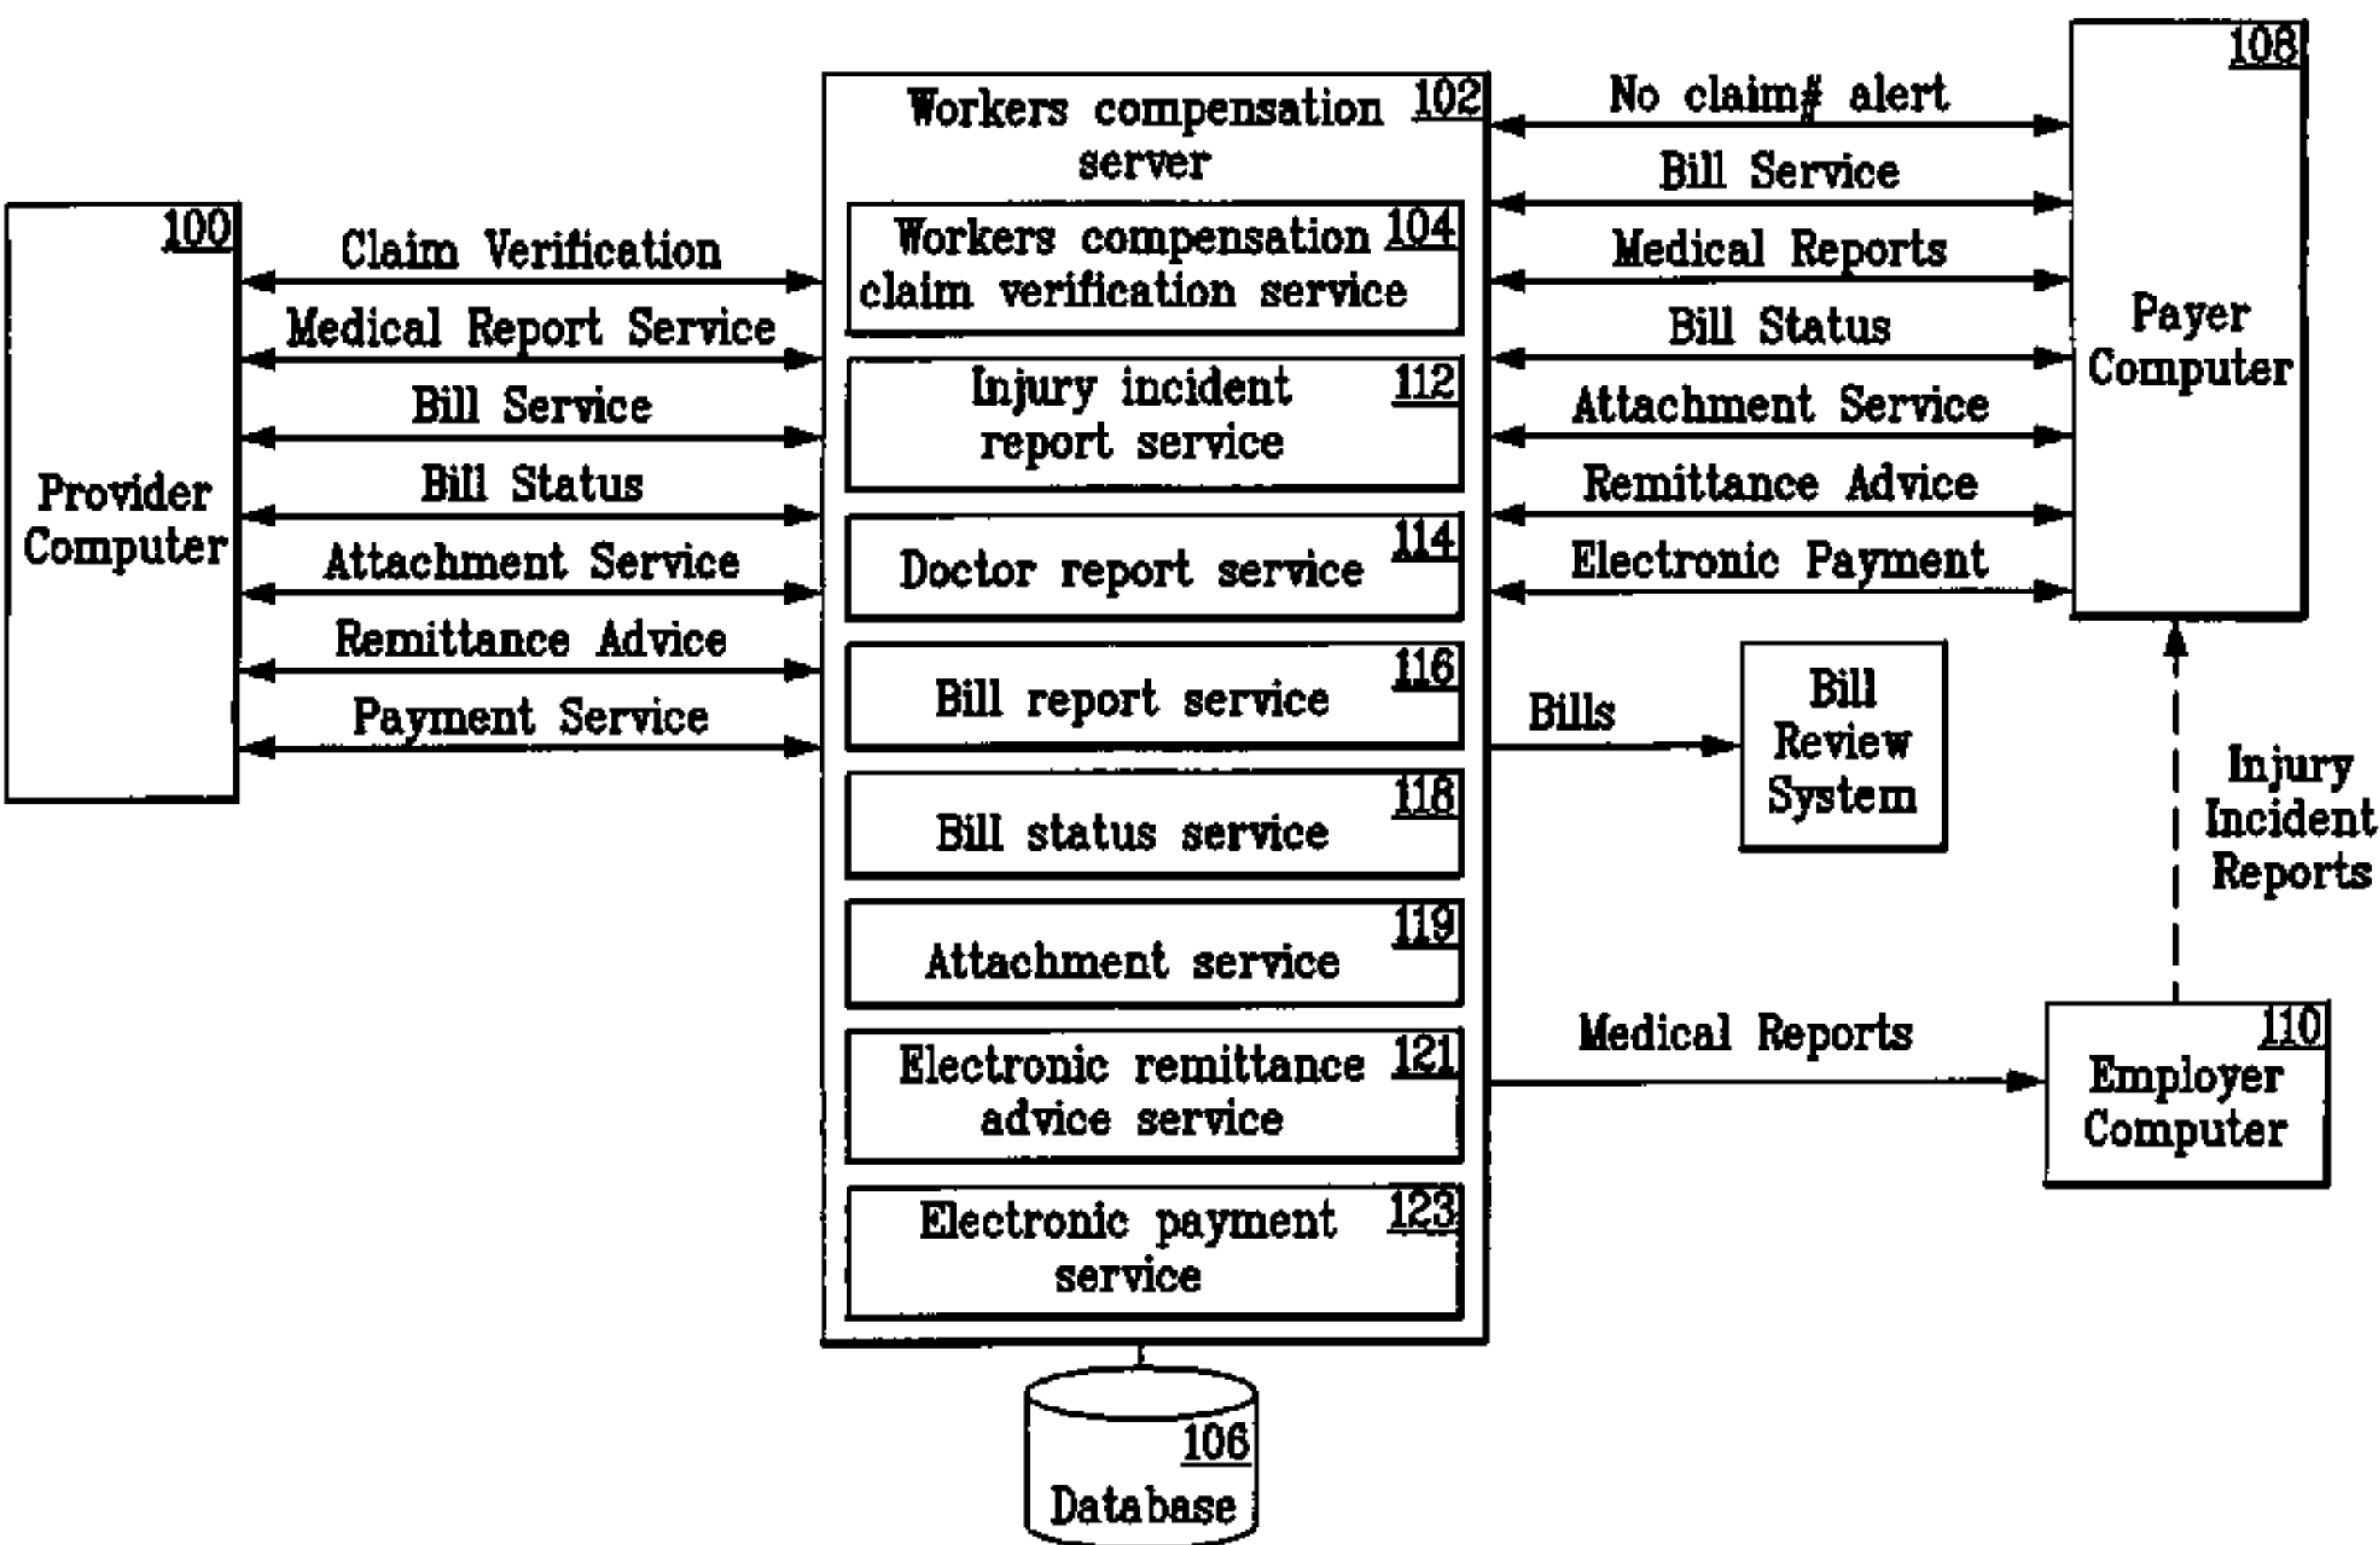 100
Provider
Computer
Claim Verification
Medical Report Service
Bill Service
Bill Status
Attachment Service
Remittance Advice
Payment Service
Workers compensation 102
server
Workers compensation 104
claim verification service
Injury incident 112
report service
114
Doctor report service
116
Bill report service
118
Bill status service
119
Attachment service
Electronic remittance 121
advice service
Electronic payment 123
service
106
Database
No claim# alert
Bill Service
Medical Reports
Bill Status
Attachment Service
Remittance Advice
Electronic Payment
108
Payer
Computer
Bills
Bill
Review
System
Injury
Incident
Reports
Medical Reports
110
Employer
Computer